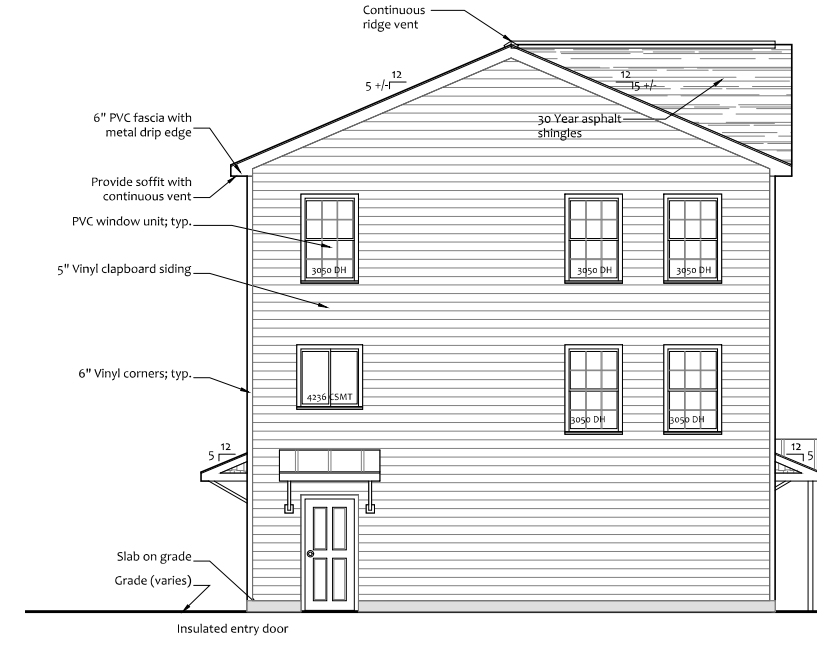 Continuous
ridge vent
12
5 +/-
12
5 +/-
30 Year asphalt
shingles
6" PVC fascia with
metal drip edge
Provide soffit with
continuous vent
PVC window unit; typ.
3050 DH
3050 DH
3050 DH
5" Vinyl clapboard siding
6" Vinyl corners; typ.
4236 CSMT
3050 DH
3050 DH
12
5
12
5
Slab on grade
Grade (varies)
Insulated entry door